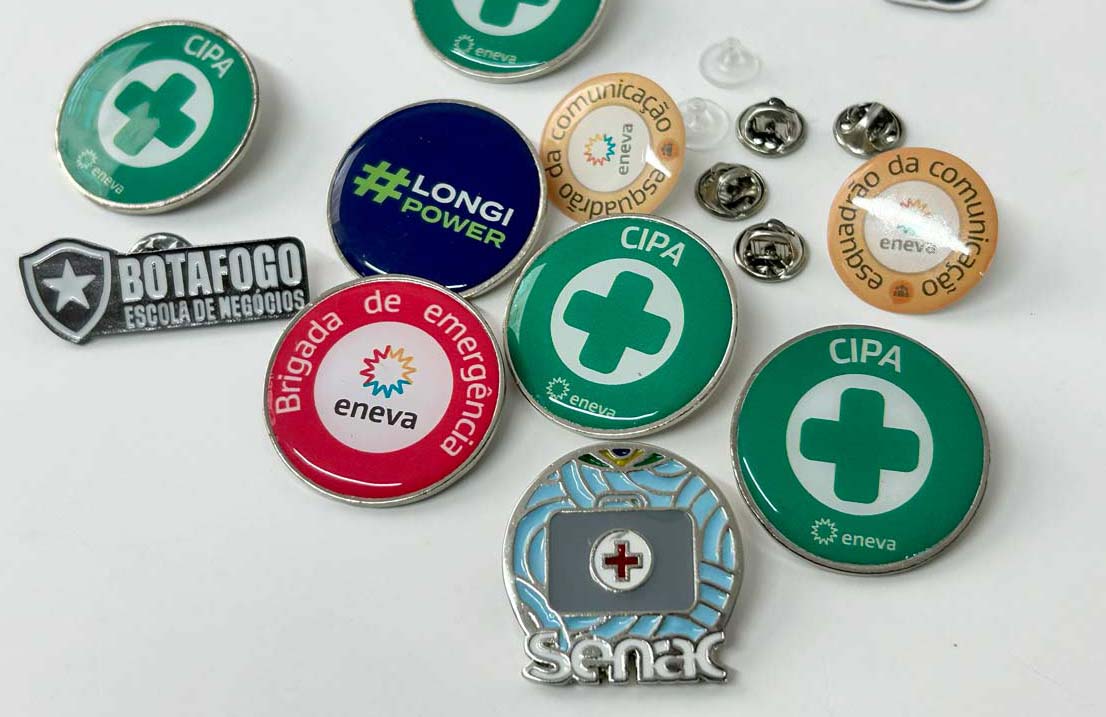 eneva
CIPA
eneva
#LONGI
POWER
esquadrão da comunicação
eneva
esquadrão da comunicação
eneva
BOTAFOGO
ESCOLA DE NEGÓCIOS
CIPA
eneva
Brigada de emergência
eneva
CIPA
eneva
senac